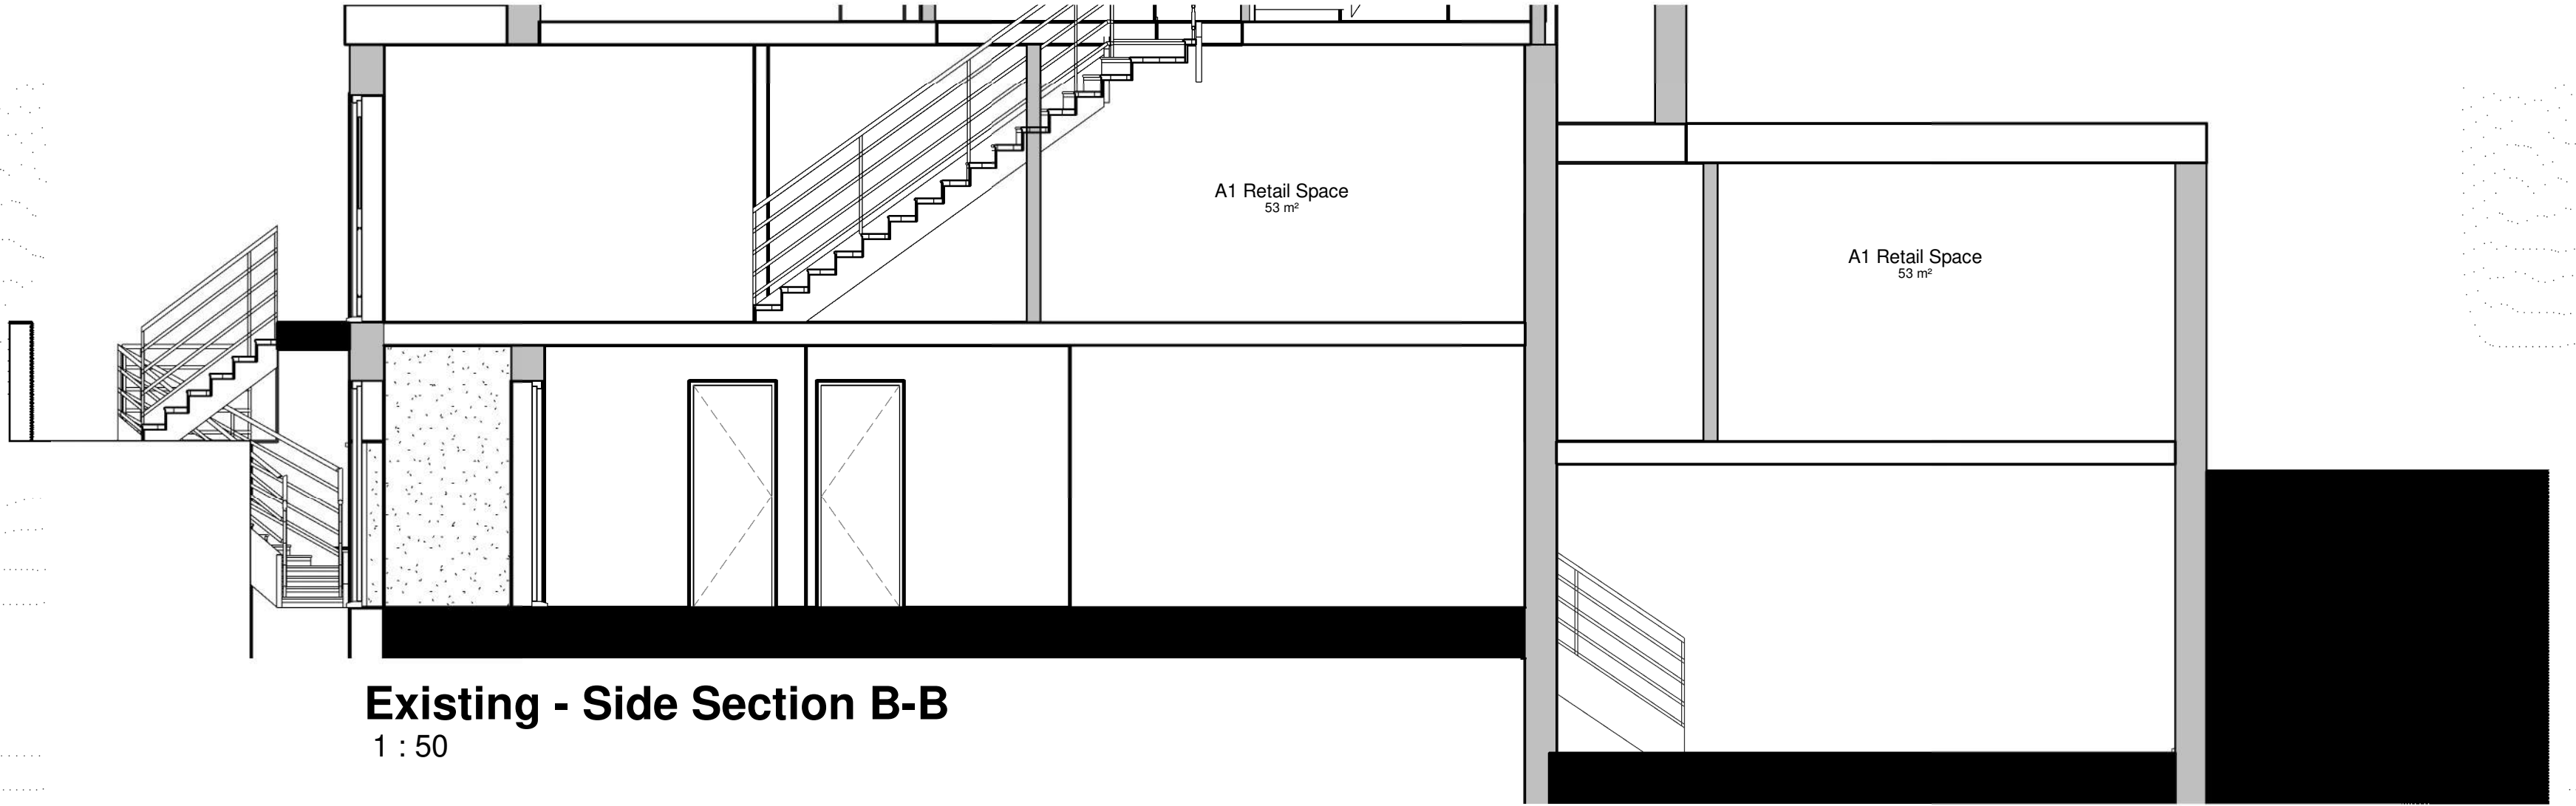 A1 Retail Space
53 m²
A1 Retail Space
53 m²
Existing - Side Section B-B
1 : 50